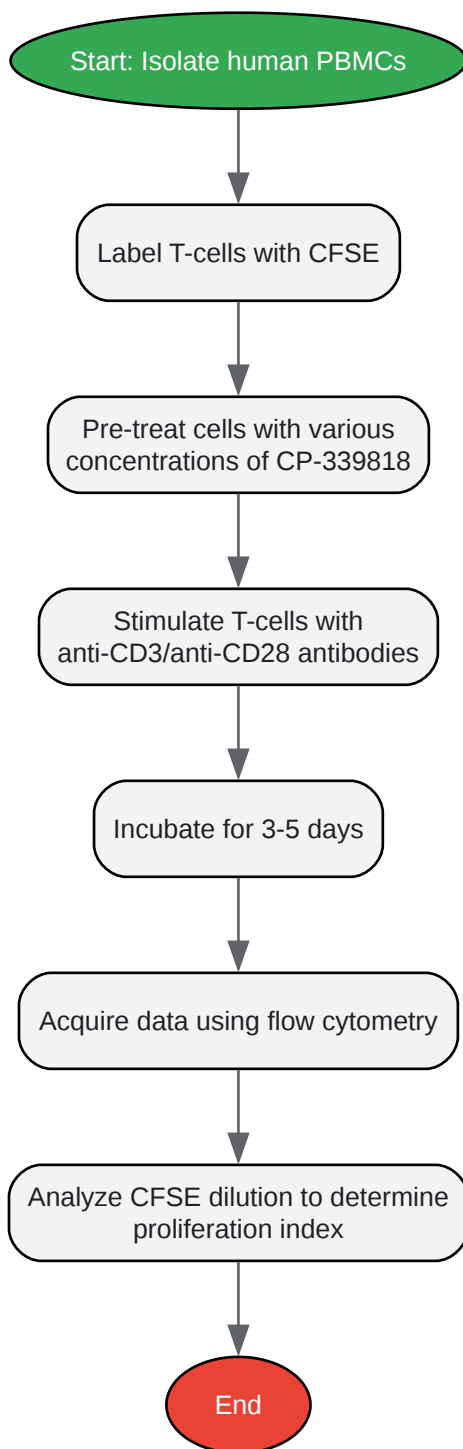 Start: Isolate human PBMCs
Label T-cells with CFSE
Pre-treat cells with various
concentrations of CP-339818
Stimulate T-cells with
anti-CD3/anti-CD28 antibodies
Incubate for 3-5 days
Acquire data using flow cytometry
Analyze CFSE dilution to determine
proliferation index
End